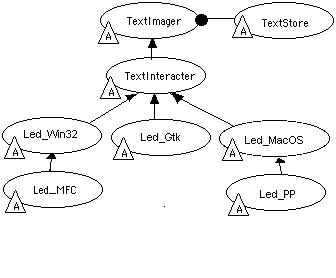 TextImager
A
TextStore
A
TextInteracter
A
Led_Win32
A
Led_Gtk
A
Led_MacOS
A
Led_MFC
A
Led_PP
A